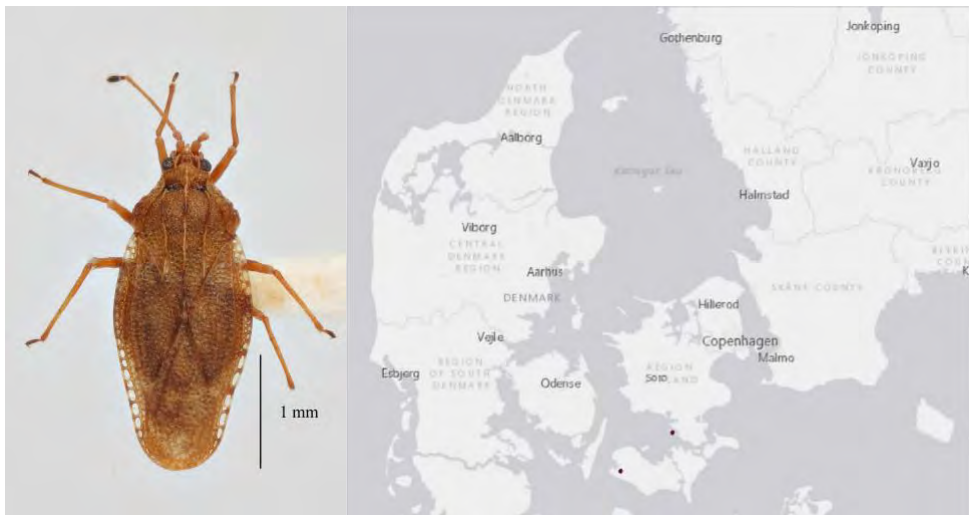 1 mm
Gothenburg
Jonkoping
JONKOPING
COUNTY
NORTH
DENMARK
REGION
Aalborg
Kattegat Sea
HALLAND
COUNTY
Vaxjo
KRONOBERG
COUNTY
Halmstad
Viborg
CENTRAL
DENMARK
REGION
Aarhus
DENMARK
SKÅNE COUNTY
Hillerod
Vejle
Copenhagen
Malmo
Esbjerg
REGION
OF SOUTH
DENMARK
Odense
REGION
Soro